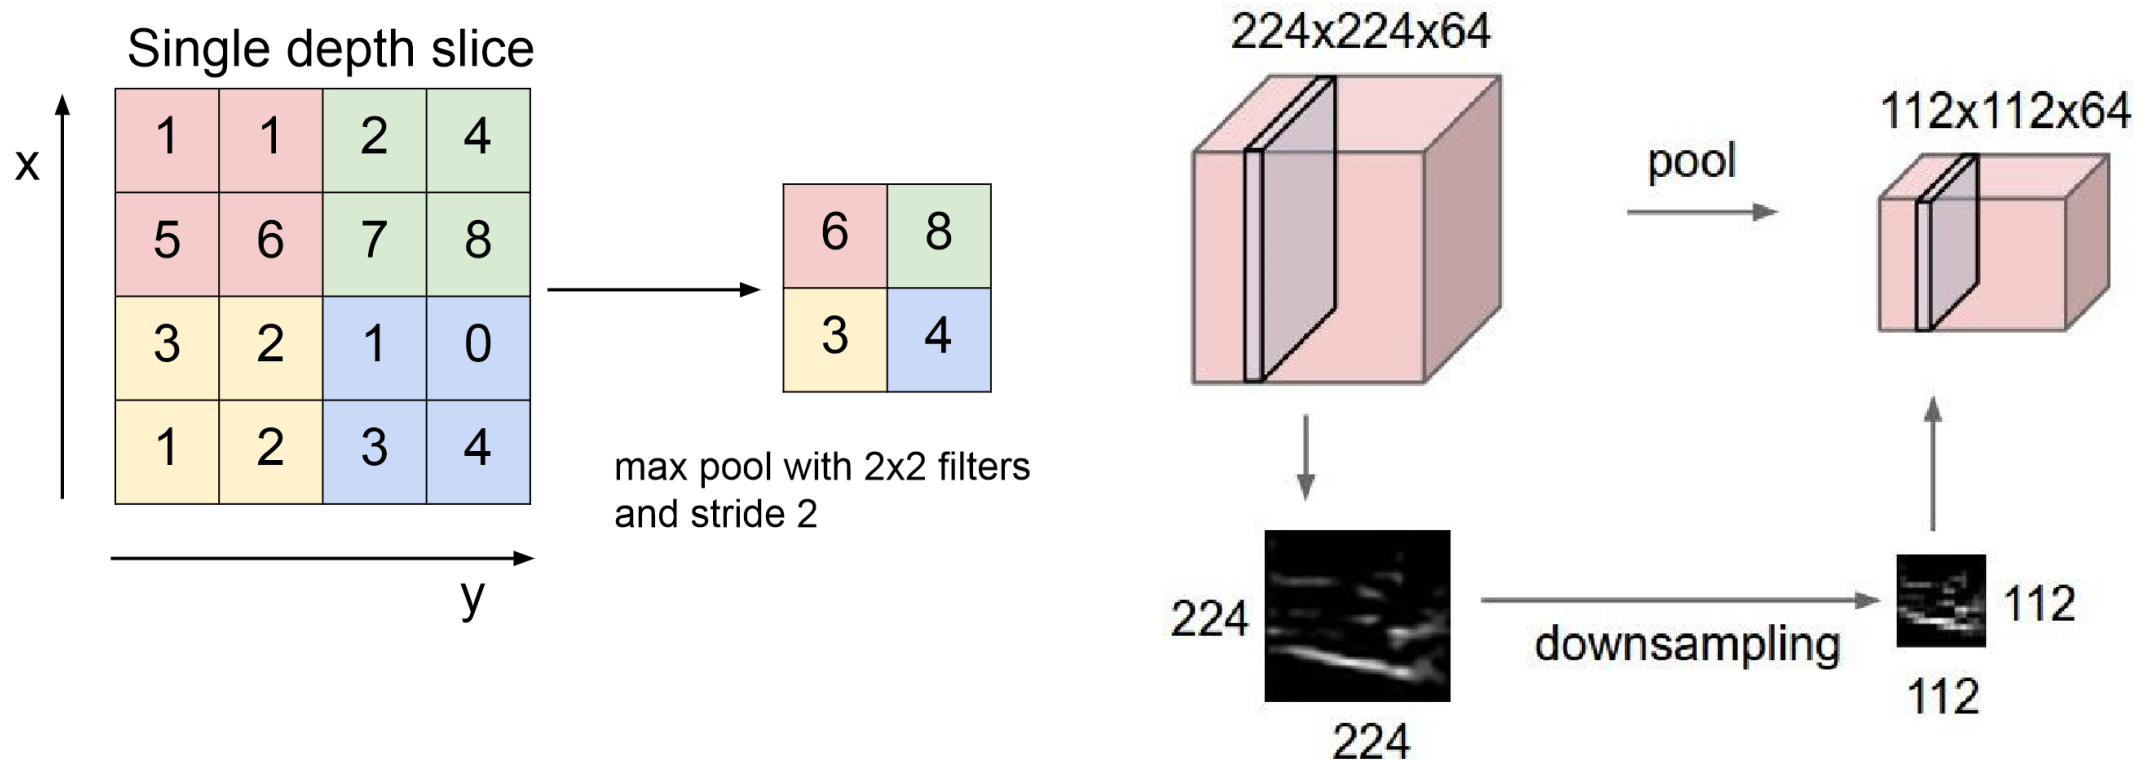 Single depth slice
x
1 1 2 4
5 6 7 8
3 2 1 0
1 2 3 4
y
6 8
3 4
max pool with 2x2 filters
and stride 2
224x224x64
pool
112x112x64
224
224
downsampling
112
112